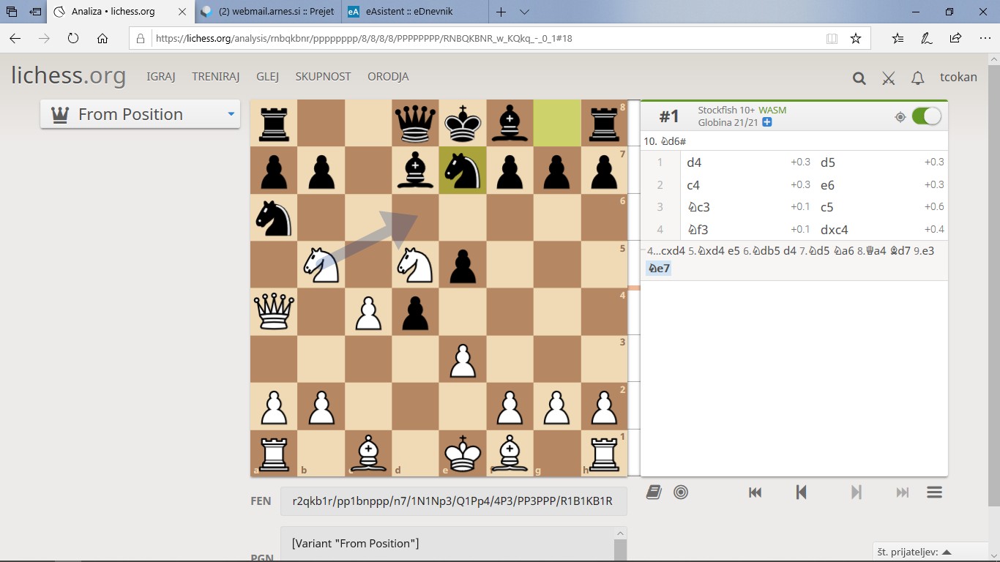 Analiza • lichess.org
(2) webmail.arnes.si :: Prejet
eA eAsistent :: eDnevnik
https://lichess.org/analysis/rnbqkbnr/pppppppp/8/8/8/8/PPPPPPPP/RNBQKBNR_w_KQkq_-_0_1#18
lichess.org IGRAJ TRENIRAJ GLEJ SKUPNOST ORODJA tcokan
From Position
8
7
6
5
4
3
2
1
a b c d e f g h
#1
Stockfish 10+ WASM
Globina 21/21
10. ♘d6#
1 d4 +0.3 d5 +0.3
2 c4 +0.3 e6 +0.3
3 ♘c3 +0.1 c5 +0.6
4 ♘f3 +0.1 dxc4 +0.4
4...cxd4 5.♘xd4 e5 6.♘db5 d4 7.♘d5 ♘a6 8.♕a4 ♗d7 9.e3
♘e7
FEN r2qkb1r/pp1bnppp/n7/1N1Np3/Q1Pp4/4P3/PP3PPP/R1B1KB1R
PGN [Variant "From Position"]
št. prijateljev: